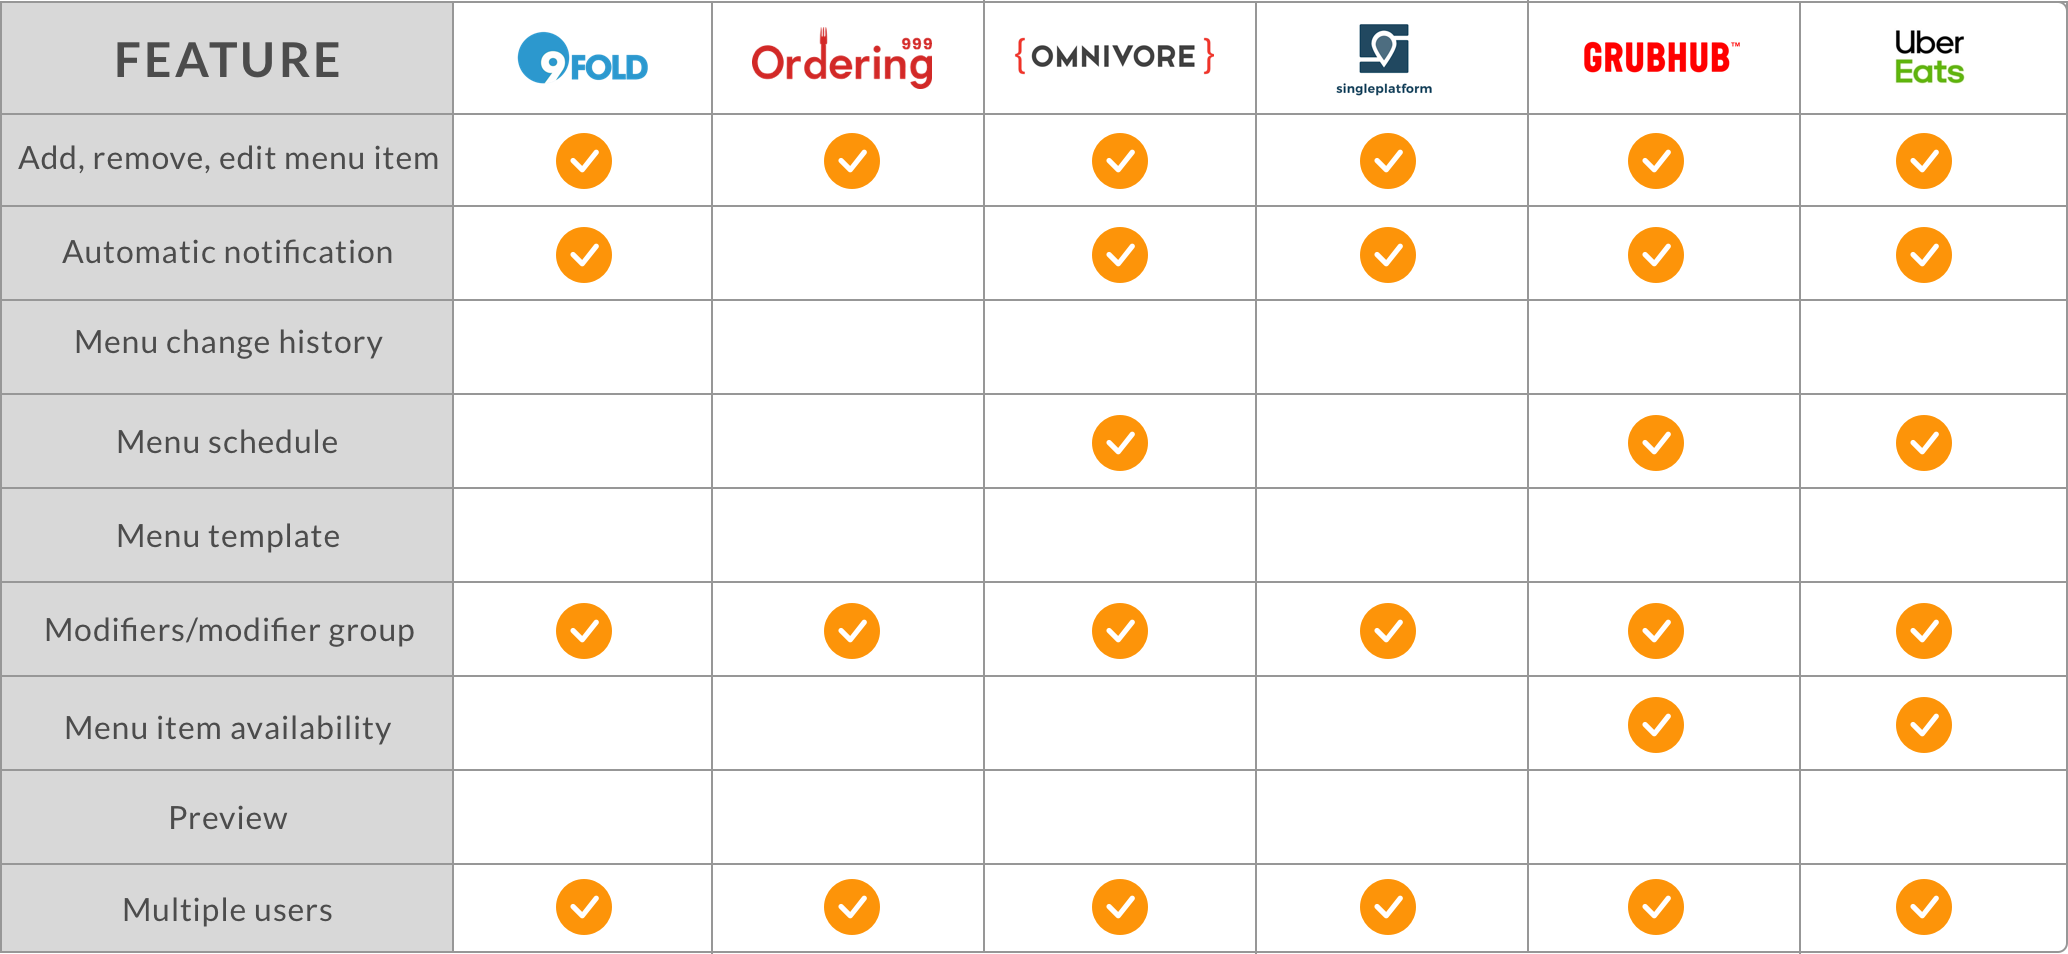 FEATURE
9FOLD
Ordering 999
{OMNIVORE}
singleplatform
GRUBHUB™
Uber
Eats
Add, remove, edit menu item
Automatic notification
Menu change history
Menu schedule
Menu template
Modifiers/modifier group
Menu item availability
Preview
Multiple users